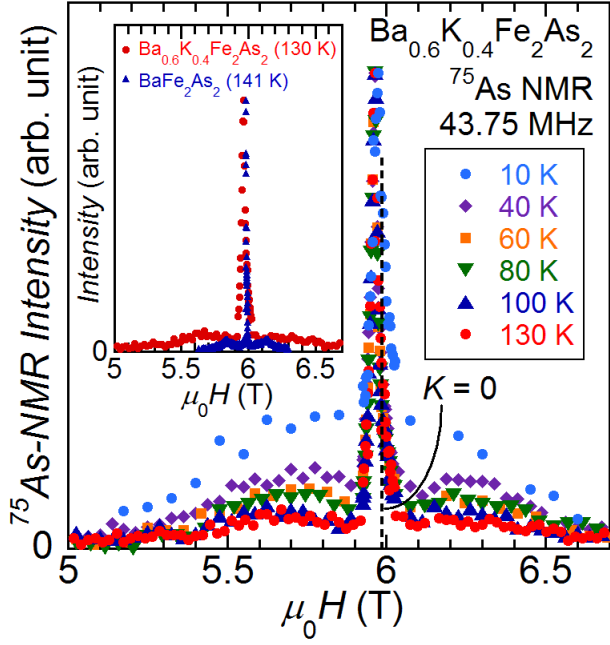 Ba0.6K0.4Fe2As2
75As NMR
43.75 MHz
10 K
40 K
60 K
80 K
100 K
130 K
K = 0
75As-NMR Intensity (arb. unit)
0
5
5.5
6
6.5
μ0H (T)
Ba0.6K0.4Fe2As2 (130 K)
BaFe2As2 (141 K)
Intensity (arb. unit)
0
5
5.5
6.0
6.5
μ0H (T)